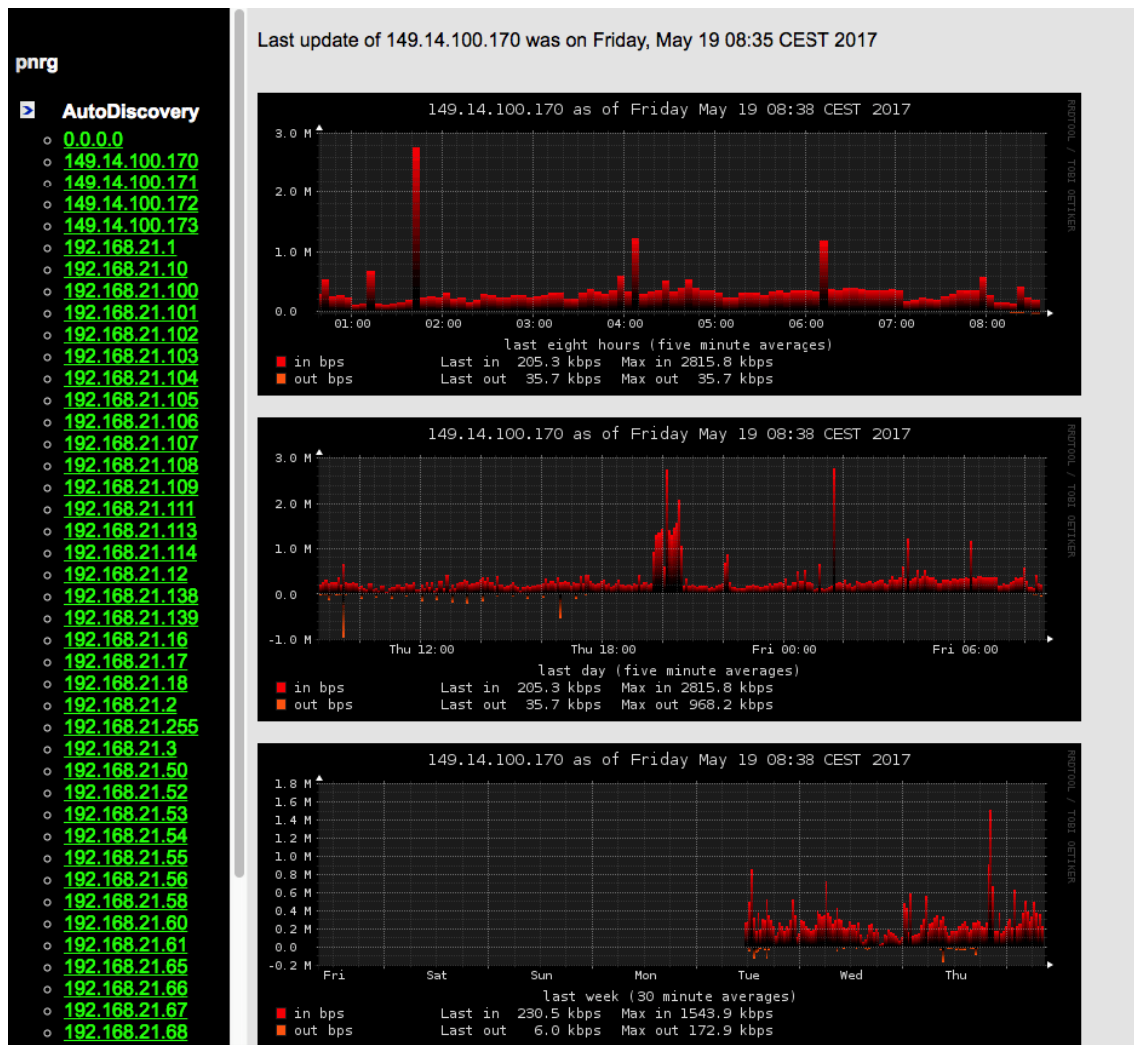 pnrg
AutoDiscovery
0.0.0.0
149.14.100.170
149.14.100.171
149.14.100.172
149.14.100.173
192.168.21.1
192.168.21.10
192.168.21.100
192.168.21.101
192.168.21.102
192.168.21.103
192.168.21.104
192.168.21.105
192.168.21.106
192.168.21.107
192.168.21.108
192.168.21.109
192.168.21.111
192.168.21.113
192.168.21.114
192.168.21.12
192.168.21.138
192.168.21.139
192.168.21.16
192.168.21.17
192.168.21.18
192.168.21.2
192.168.21.255
192.168.21.3
192.168.21.50
192.168.21.52
192.168.21.53
192.168.21.54
192.168.21.55
192.168.21.56
192.168.21.58
192.168.21.60
192.168.21.61
192.168.21.65
192.168.21.66
192.168.21.67
192.168.21.68
Last update of 149.14.100.170 was on Friday, May 19 08:35 CEST 2017
149.14.100.170 as of Friday May 19 08:38 CEST 2017
RRDTOOL / TOBI OETIKER
3.0 M
2.0 M
1.0 M
0.0
01:00 02:00 03:00 04:00 05:00 06:00 07:00 08:00
last eight hours (five minute averages)
in bps Last in 205.3 kbps Max in 2815.8 kbps
out bps Last out 35.7 kbps Max out 35.7 kbps
149.14.100.170 as of Friday May 19 08:38 CEST 2017
RRDTOOL / TOBI OETIKER
3.0 M
2.0 M
1.0 M
0.0
-1.0 M
Thu 12:00 Thu 18:00 Fri 00:00 Fri 06:00
last day (five minute averages)
in bps Last in 205.3 kbps Max in 2815.8 kbps
out bps Last out 35.7 kbps Max out 968.2 kbps
149.14.100.170 as of Friday May 19 08:38 CEST 2017
RRDTOOL / TOBI OETIKER
1.8 M
1.6 M
1.4 M
1.2 M
1.0 M
0.8 M
0.6 M
0.4 M
0.2 M
0.0
-0.2 M
Fri Sat Sun Mon Tue Wed Thu
last week (30 minute averages)
in bps Last in 230.5 kbps Max in 1543.9 kbps
out bps Last out 6.0 kbps Max out 172.9 kbps